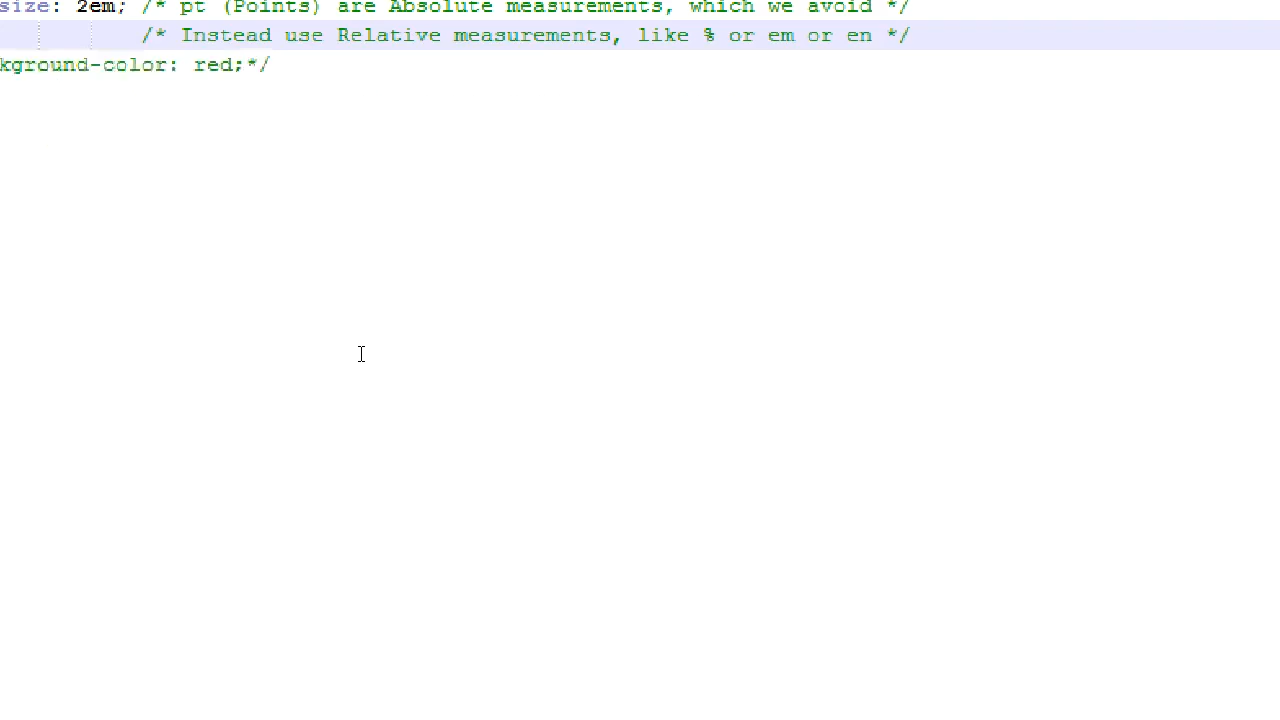 size: 2em; /* pt (Points) are Absolute measurements, which we avoid */
/* Instead use Relative measurements, like % or em or en */
kground-color: red;*/